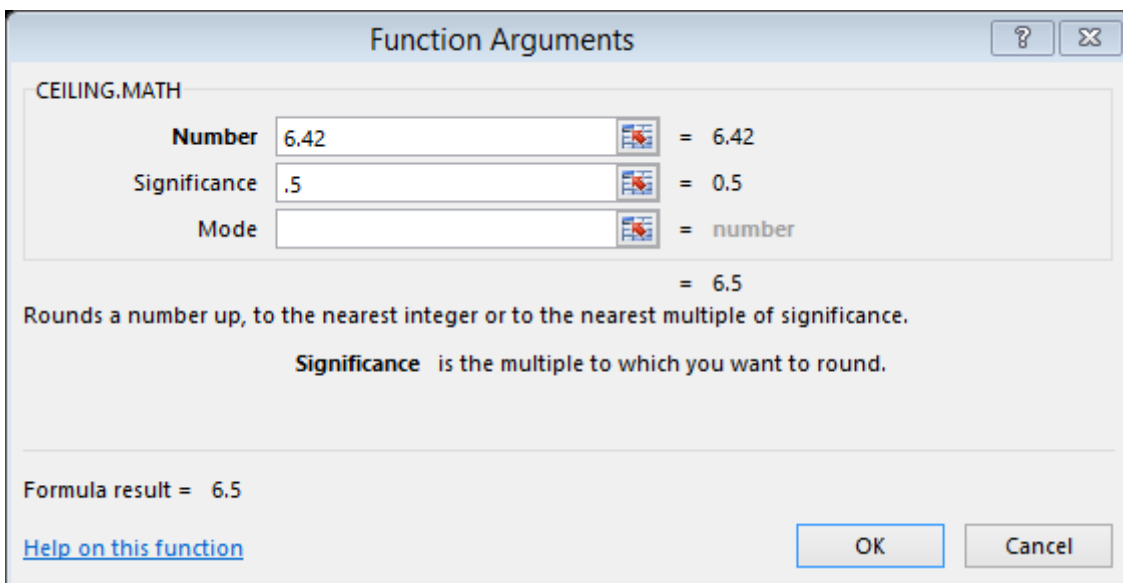 Function Arguments
CEILING.MATH
Number 6.42 = 6.42
Significance .5 = 0.5
Mode = number
= 6.5
Rounds a number up, to the nearest integer or to the nearest multiple of significance.
Significance is the multiple to which you want to round.
Formula result = 6.5
Help on this function OK Cancel